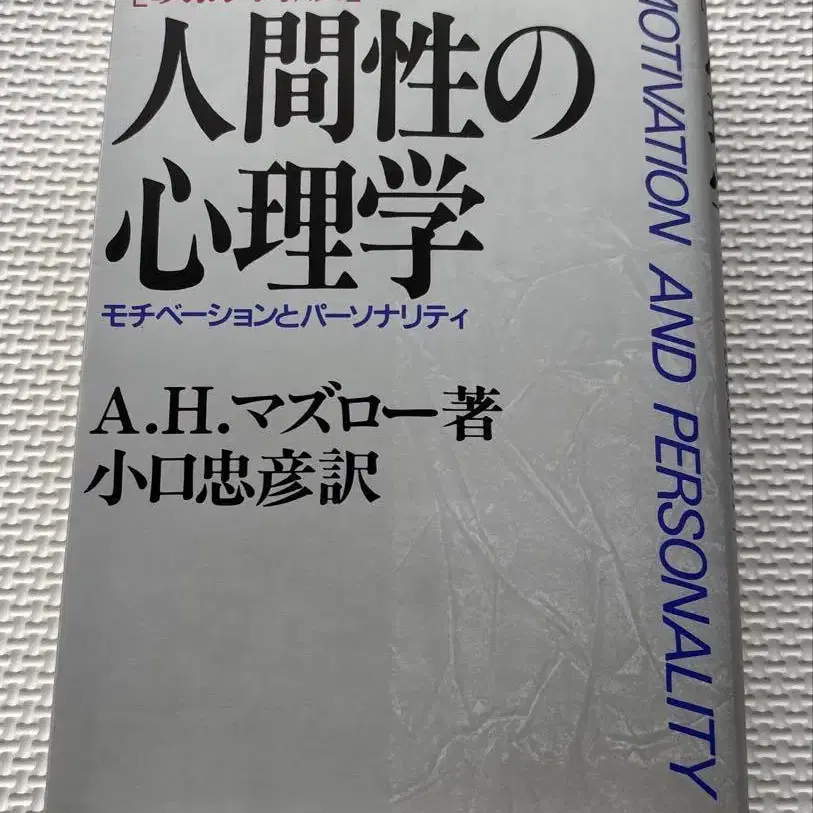 人間性の
心理学
モチベーションとパーソナリティ
A.H.マズロー著
小口忠彦訳
MOTIVATION AND PERSONALITY